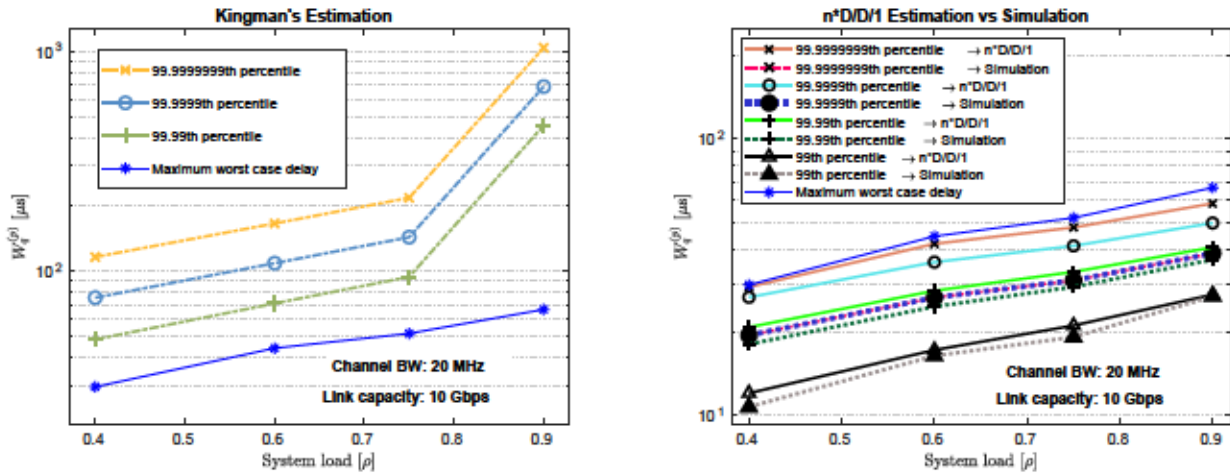 Kingman's Estimation
10³
99.9999999th percentile
99.9999th percentile
99.99th percentile
Maximum worst case delay
W_q^(p) [μs]
10²
Channel BW: 20 MHz
Link capacity: 10 Gbps
0.4 0.5 0.6 0.7 0.8 0.9
System load [ρ]
n*D/D/1 Estimation vs Simulation
99.9999999th percentile → n*D/D/1
99.9999999th percentile → Simulation
99.9999th percentile → n*D/D/1
99.9999th percentile → Simulation
99.99th percentile → n*D/D/1
99.99th percentile → Simulation
99th percentile → n*D/D/1
99th percentile → Simulation
Maximum worst case delay
10²
W_q^(p) [μs]
Channel BW: 20 MHz
Link capacity: 10 Gbps
10¹
0.4 0.5 0.6 0.7 0.8 0.9
System load [ρ]